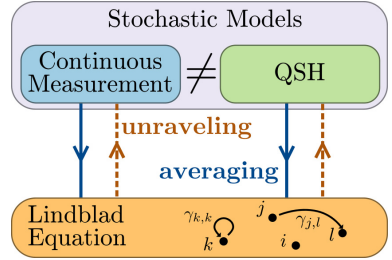 Stochastic Models
Continuous
Measurement
≠
QSH
unraveling
averaging
Lindblad
Equation
γk,k
k
j
γj,l
i
l